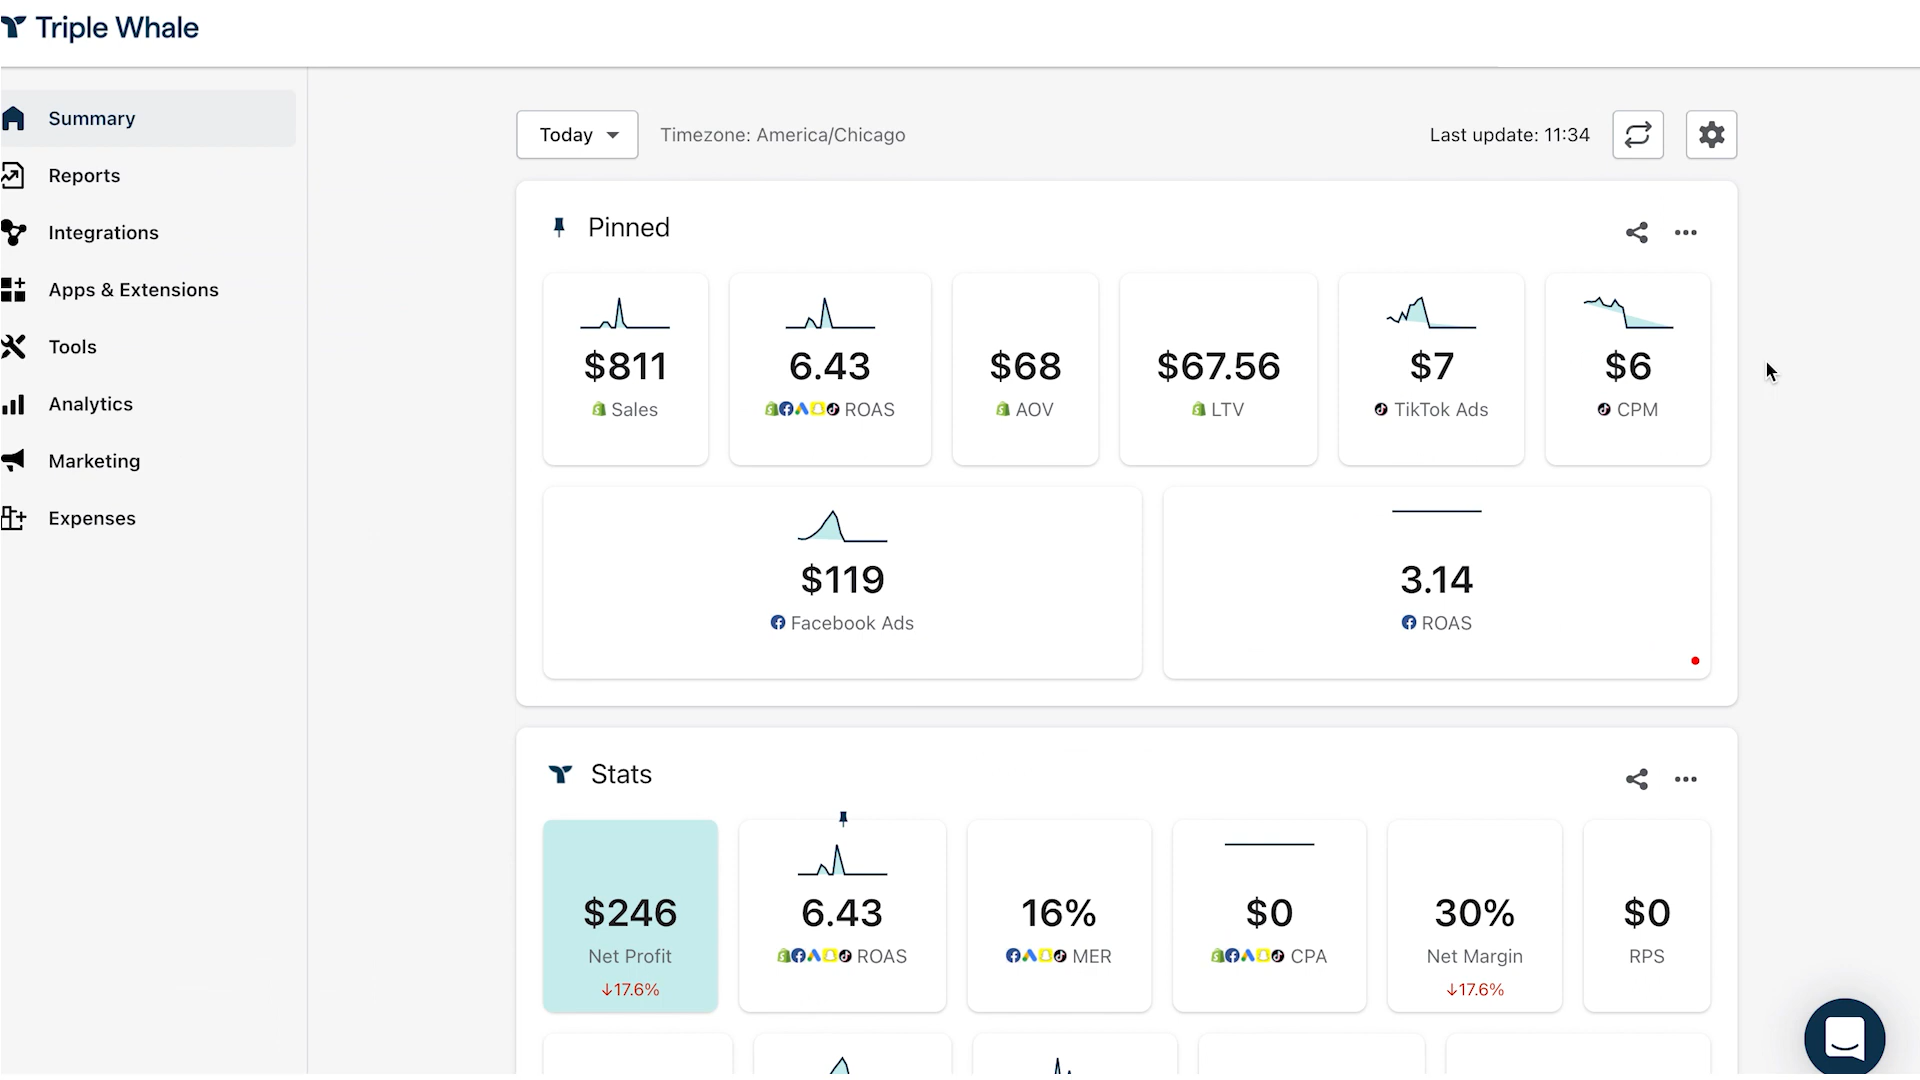 Triple Whale
Summary
Reports
Integrations
Apps & Extensions
Tools
Analytics
Marketing
Expenses
Today
Timezone: America/Chicago
Last update: 11:34
Pinned
$811
Sales
6.43
ROAS
$68
AOV
$67.56
LTV
$7
TikTok Ads
$6
CPM
$119
Facebook Ads
3.14
ROAS
Stats
$246
Net Profit
↓17.6%
6.43
ROAS
16%
MER
$0
CPA
30%
Net Margin
↓17.6%
$0
RPS